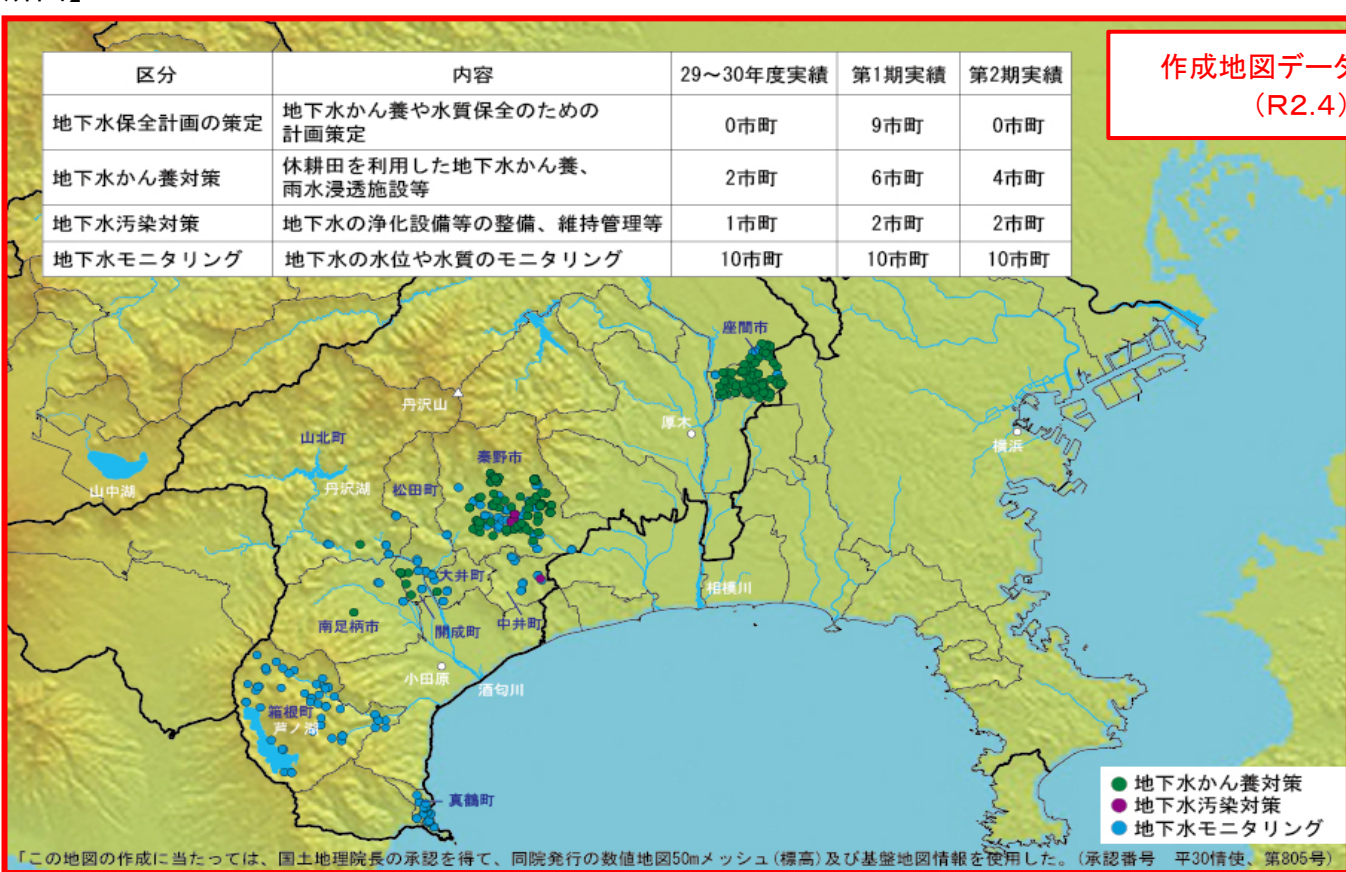 作成地図データ
（R2.4）
区分 内容 29～30年度実績 第1期実績 第2期実績
地下水保全計画の策定 地下水かん養や水質保全のための
計画策定 0市町 9市町 0市町
地下水かん養対策 休耕田を利用した地下水かん養、
雨水浸透施設等 2市町 6市町 4市町
地下水汚染対策 地下水の浄化設備等の整備、維持管理等 1市町 2市町 2市町
地下水モニタリング 地下水の水位や水質のモニタリング 10市町 10市町 10市町
座間市
丹沢山
厚木
山北町
横浜
秦野市
山中湖
丹沢湖
松田町
大井町
相模川
南足柄市
開成町
中井町
小田原
酒匂川
箱根町
芦ノ湖
真鶴町
地下水かん養対策
地下水汚染対策
地下水モニタリング
「この地図の作成に当たっては、国土地理院長の承認を得て、同院発行の数値地図50mメッシュ（標高）及び基盤地図情報を使用した。（承認番号　平30情使、第805号）